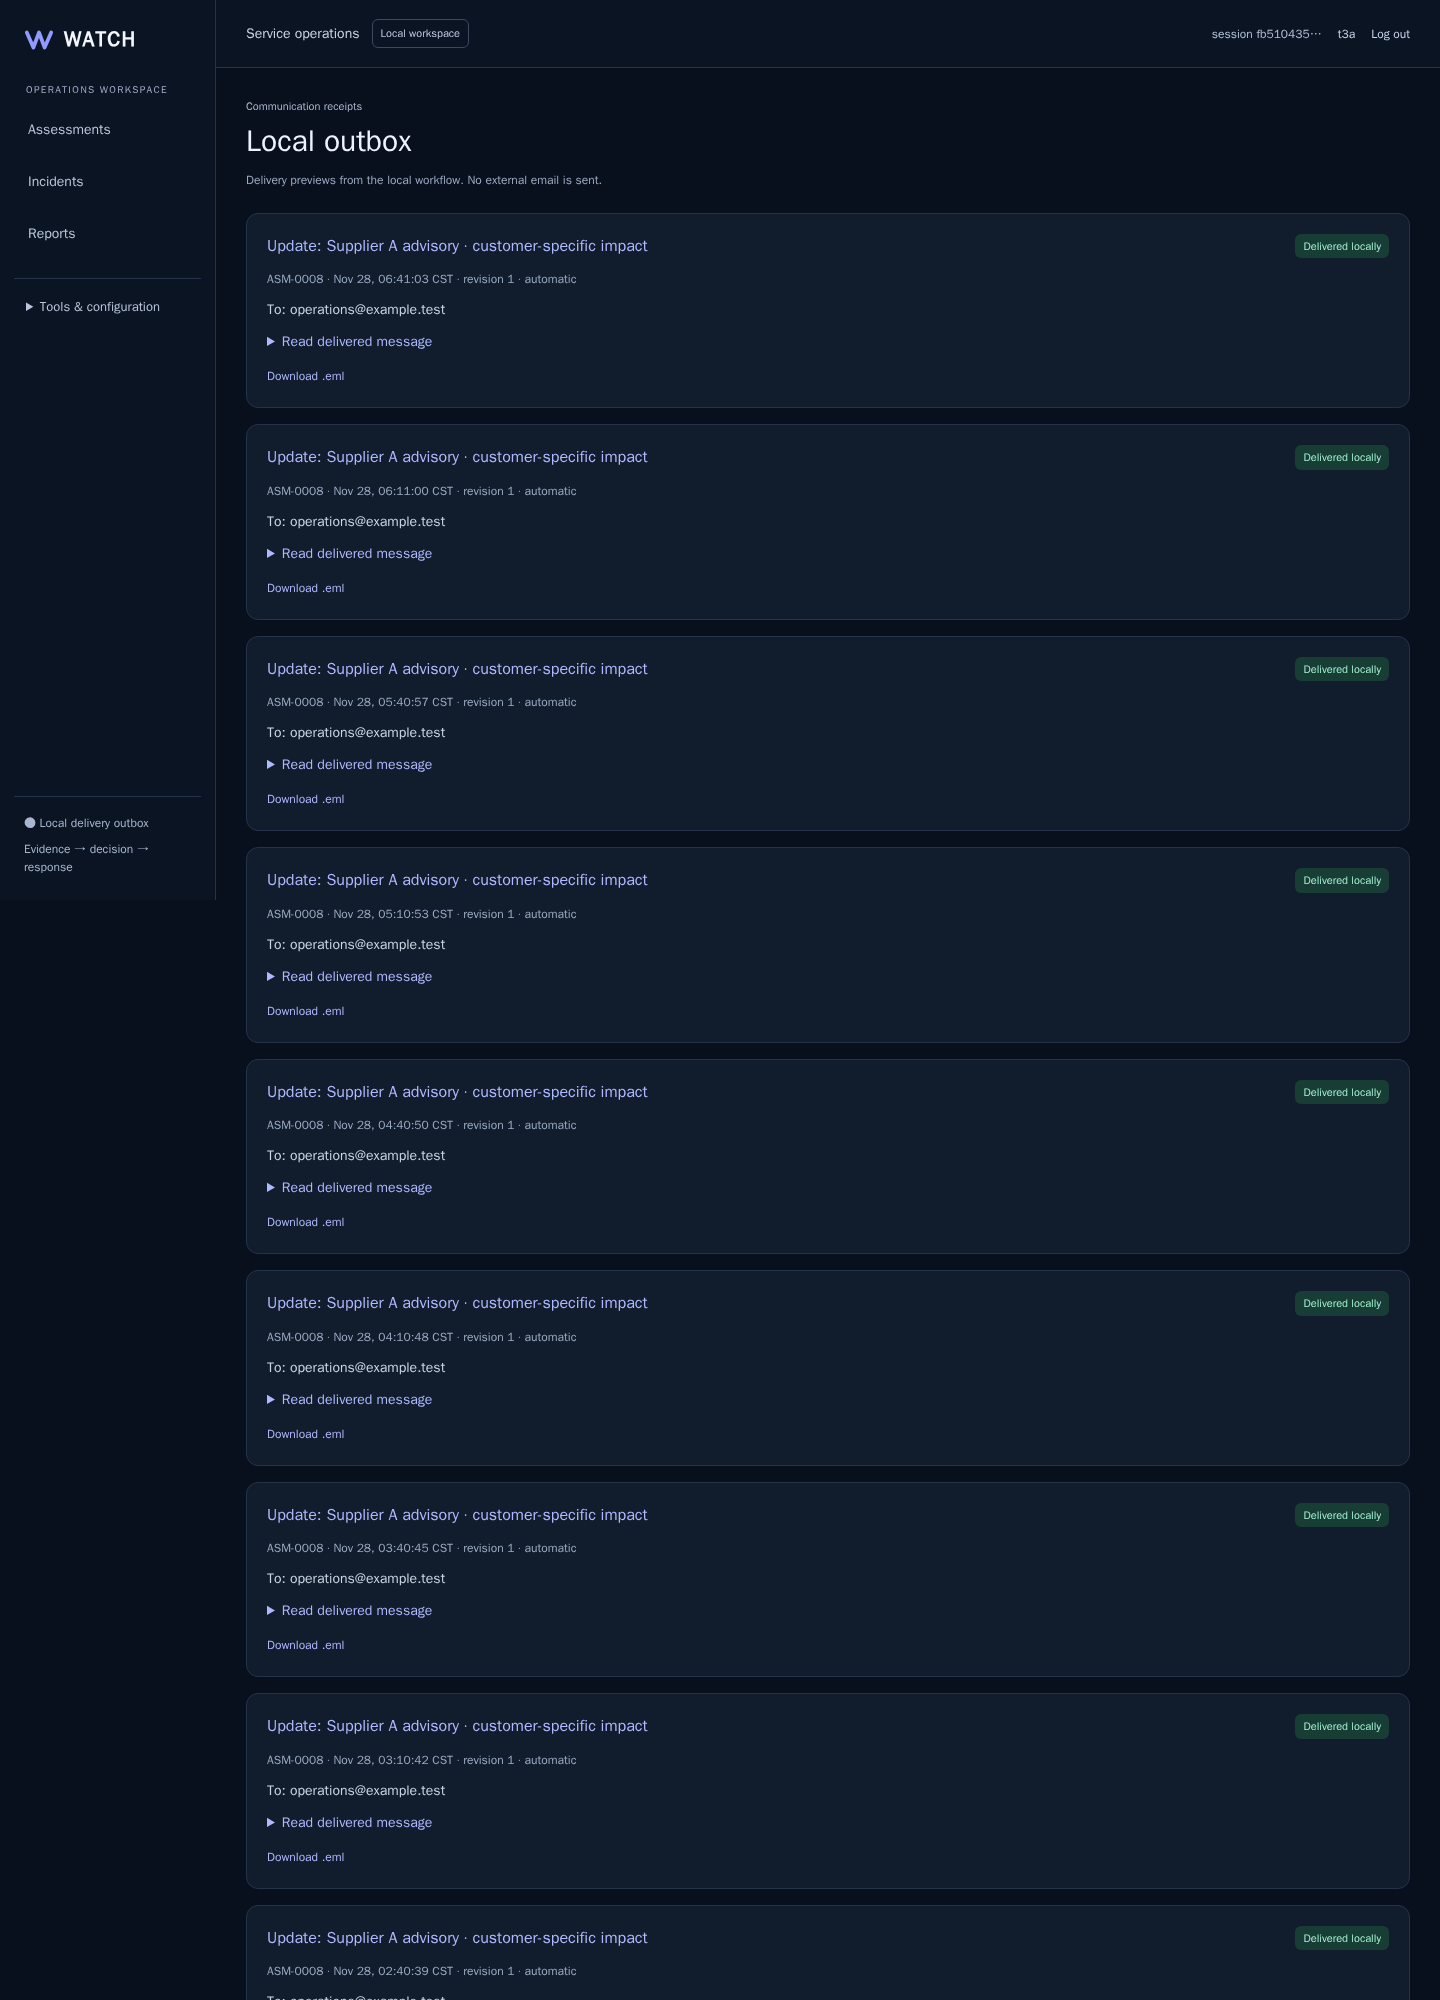 WATCH
OPERATIONS WORKSPACE
Assessments
Incidents
Reports
▶ Tools & configuration
● Local delivery outbox
Evidence → decision →
response
Service operations
Local workspace
session fb510435…
t3a
Log out
Communication receipts
Local outbox
Delivery previews from the local workflow. No external email is sent.
Update: Supplier A advisory · customer-specific impact
Delivered locally
ASM-0008 · Nov 28, 06:41:03 CST · revision 1 · automatic
To: operations@example.test
▶ Read delivered message
Download .eml
Update: Supplier A advisory · customer-specific impact
Delivered locally
ASM-0008 · Nov 28, 06:11:00 CST · revision 1 · automatic
To: operations@example.test
▶ Read delivered message
Download .eml
Update: Supplier A advisory · customer-specific impact
Delivered locally
ASM-0008 · Nov 28, 05:40:57 CST · revision 1 · automatic
To: operations@example.test
▶ Read delivered message
Download .eml
Update: Supplier A advisory · customer-specific impact
Delivered locally
ASM-0008 · Nov 28, 05:10:53 CST · revision 1 · automatic
To: operations@example.test
▶ Read delivered message
Download .eml
Update: Supplier A advisory · customer-specific impact
Delivered locally
ASM-0008 · Nov 28, 04:40:50 CST · revision 1 · automatic
To: operations@example.test
▶ Read delivered message
Download .eml
Update: Supplier A advisory · customer-specific impact
Delivered locally
ASM-0008 · Nov 28, 04:10:48 CST · revision 1 · automatic
To: operations@example.test
▶ Read delivered message
Download .eml
Update: Supplier A advisory · customer-specific impact
Delivered locally
ASM-0008 · Nov 28, 03:40:45 CST · revision 1 · automatic
To: operations@example.test
▶ Read delivered message
Download .eml
Update: Supplier A advisory · customer-specific impact
Delivered locally
ASM-0008 · Nov 28, 03:10:42 CST · revision 1 · automatic
To: operations@example.test
▶ Read delivered message
Download .eml
Update: Supplier A advisory · customer-specific impact
Delivered locally
ASM-0008 · Nov 28, 02:40:39 CST · revision 1 · automatic
To: operations@example.test